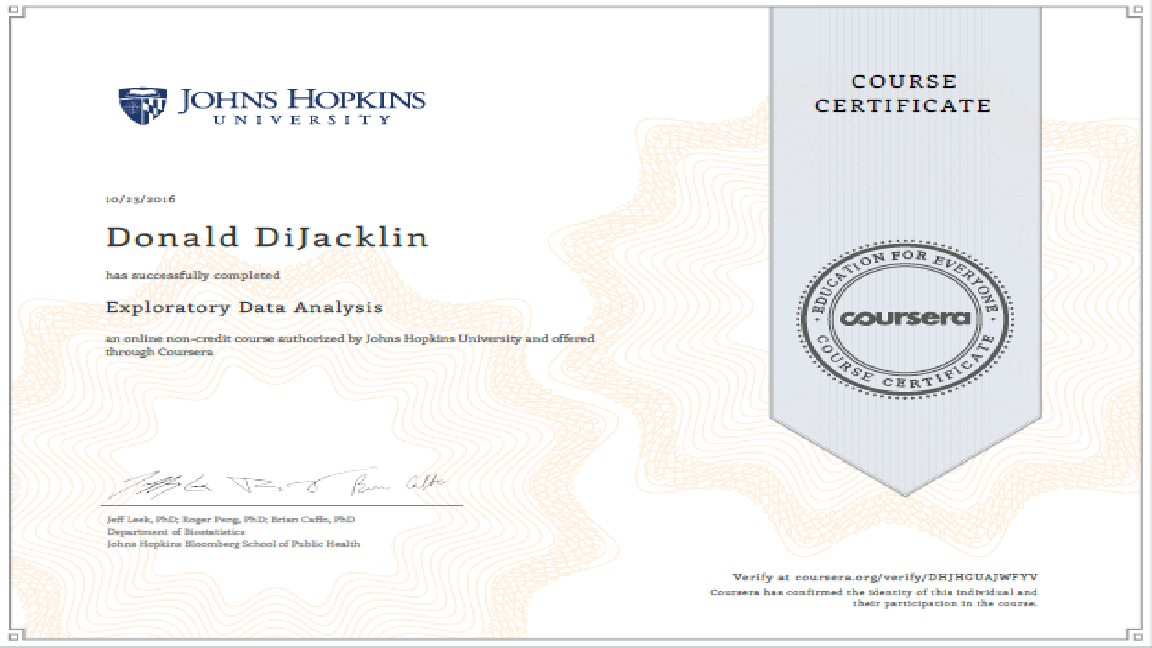 JOHNS HOPKINS
UNIVERSITY
10/23/2016
Donald DiJacklin
has successfully completed
Exploratory Data Analysis
an online non-credit course authorized by Johns Hopkins University and offered
through Coursera
Jeff Leek, PhD; Roger Peng, PhD; Brian Caffo, PhD
Department of Biostatistics
Johns Hopkins Bloomberg School of Public Health
COURSE
CERTIFICATE
EDUCATION FOR EVERYONE
coursera
COURSE CERTIFICATE
Verify at coursera.org/verify/DHJHGUAJWFYV
Coursera has confirmed the identity of this individual and
their participation in the course.